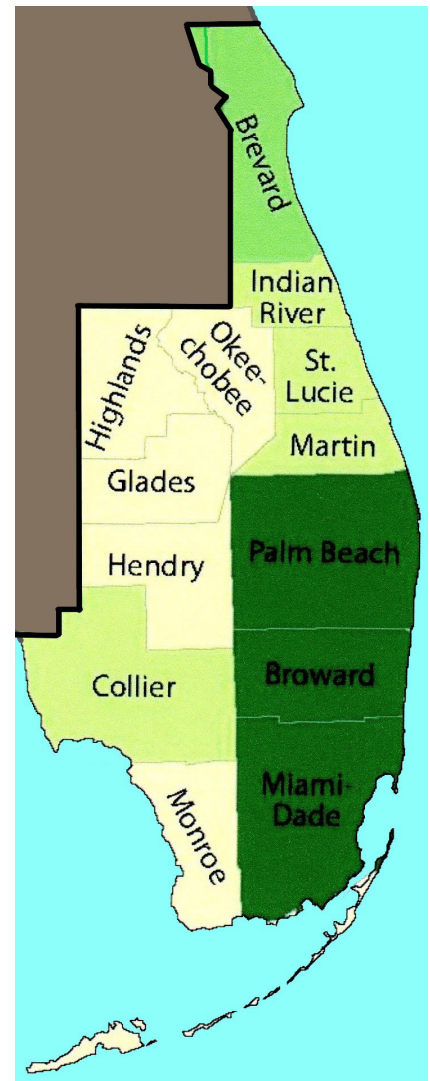 Brevard
Indian
River
Highlands
Okee-
chobee
St.
Lucie
Martin
Glades
Palm Beach
Hendry
Collier
Broward
Monroe
Miami-
Dade